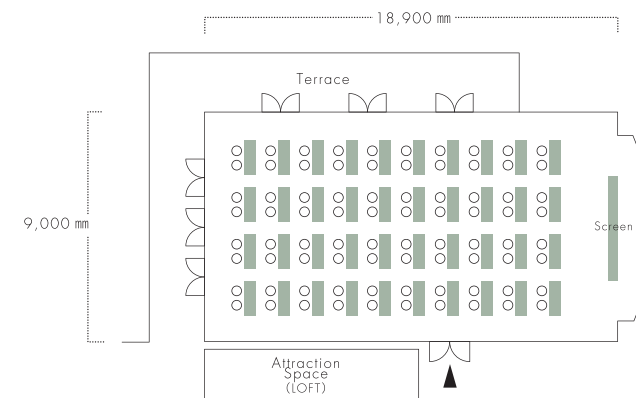 18,900 ㎜
Terrace
9,000 ㎜
Screen
Attraction
Space
(LOFT)